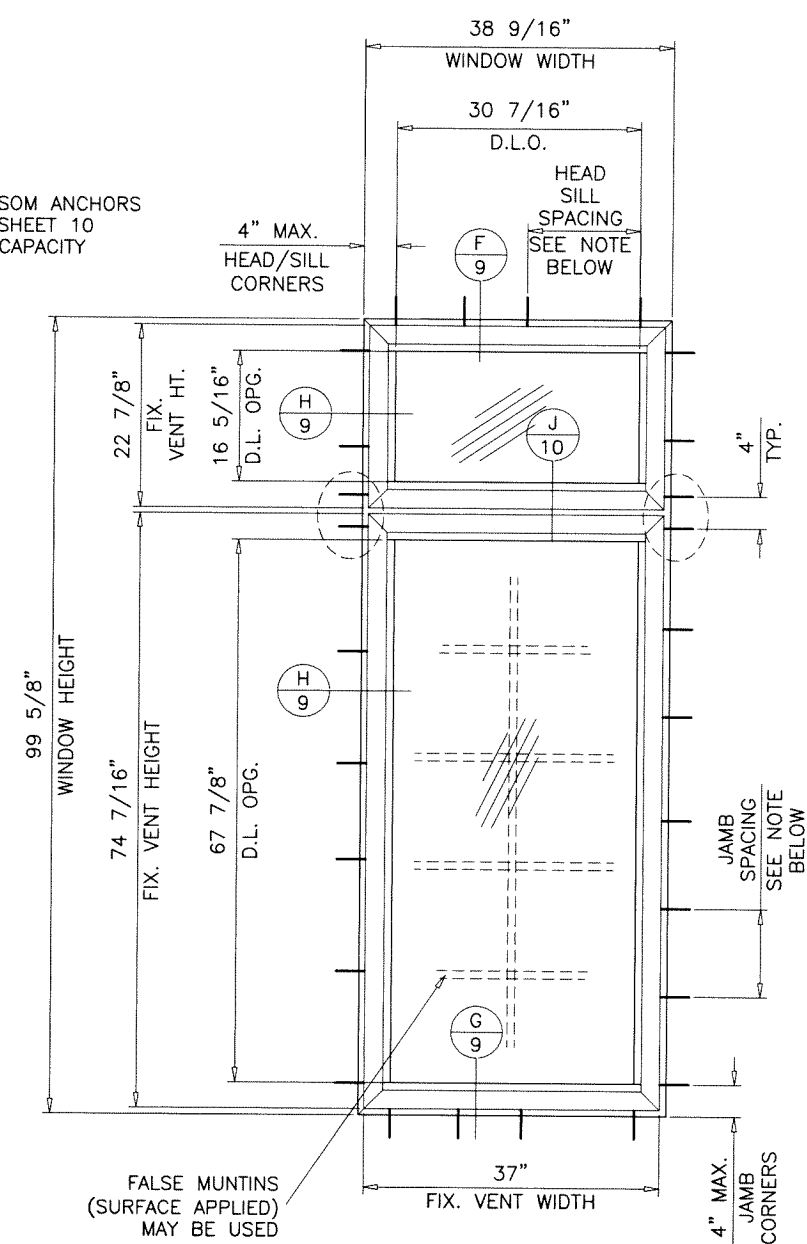 38 9/16"
WINDOW WIDTH
30 7/16"
D.L.O.
HEAD
SILL
SPACING
SEE NOTE
BELOW
SOM ANCHORS
SHEET 10
CAPACITY
4" MAX.
HEAD/SILL
CORNERS
F
9
22 7/8"
FIX.
VENT HT.
16 5/16"
D.L. OPG.
H
9
J
10
4"
TYP.
99 5/8"
WINDOW HEIGHT
74 7/16"
FIX. VENT HEIGHT
67 7/8"
D.L. OPG.
H
9
JAMB
SPACING
SEE NOTE
BELOW
G
9
FALSE MUNTINS
(SURFACE APPLIED)
MAY BE USED
37"
FIX. VENT WIDTH
4" MAX.
JAMB
CORNERS